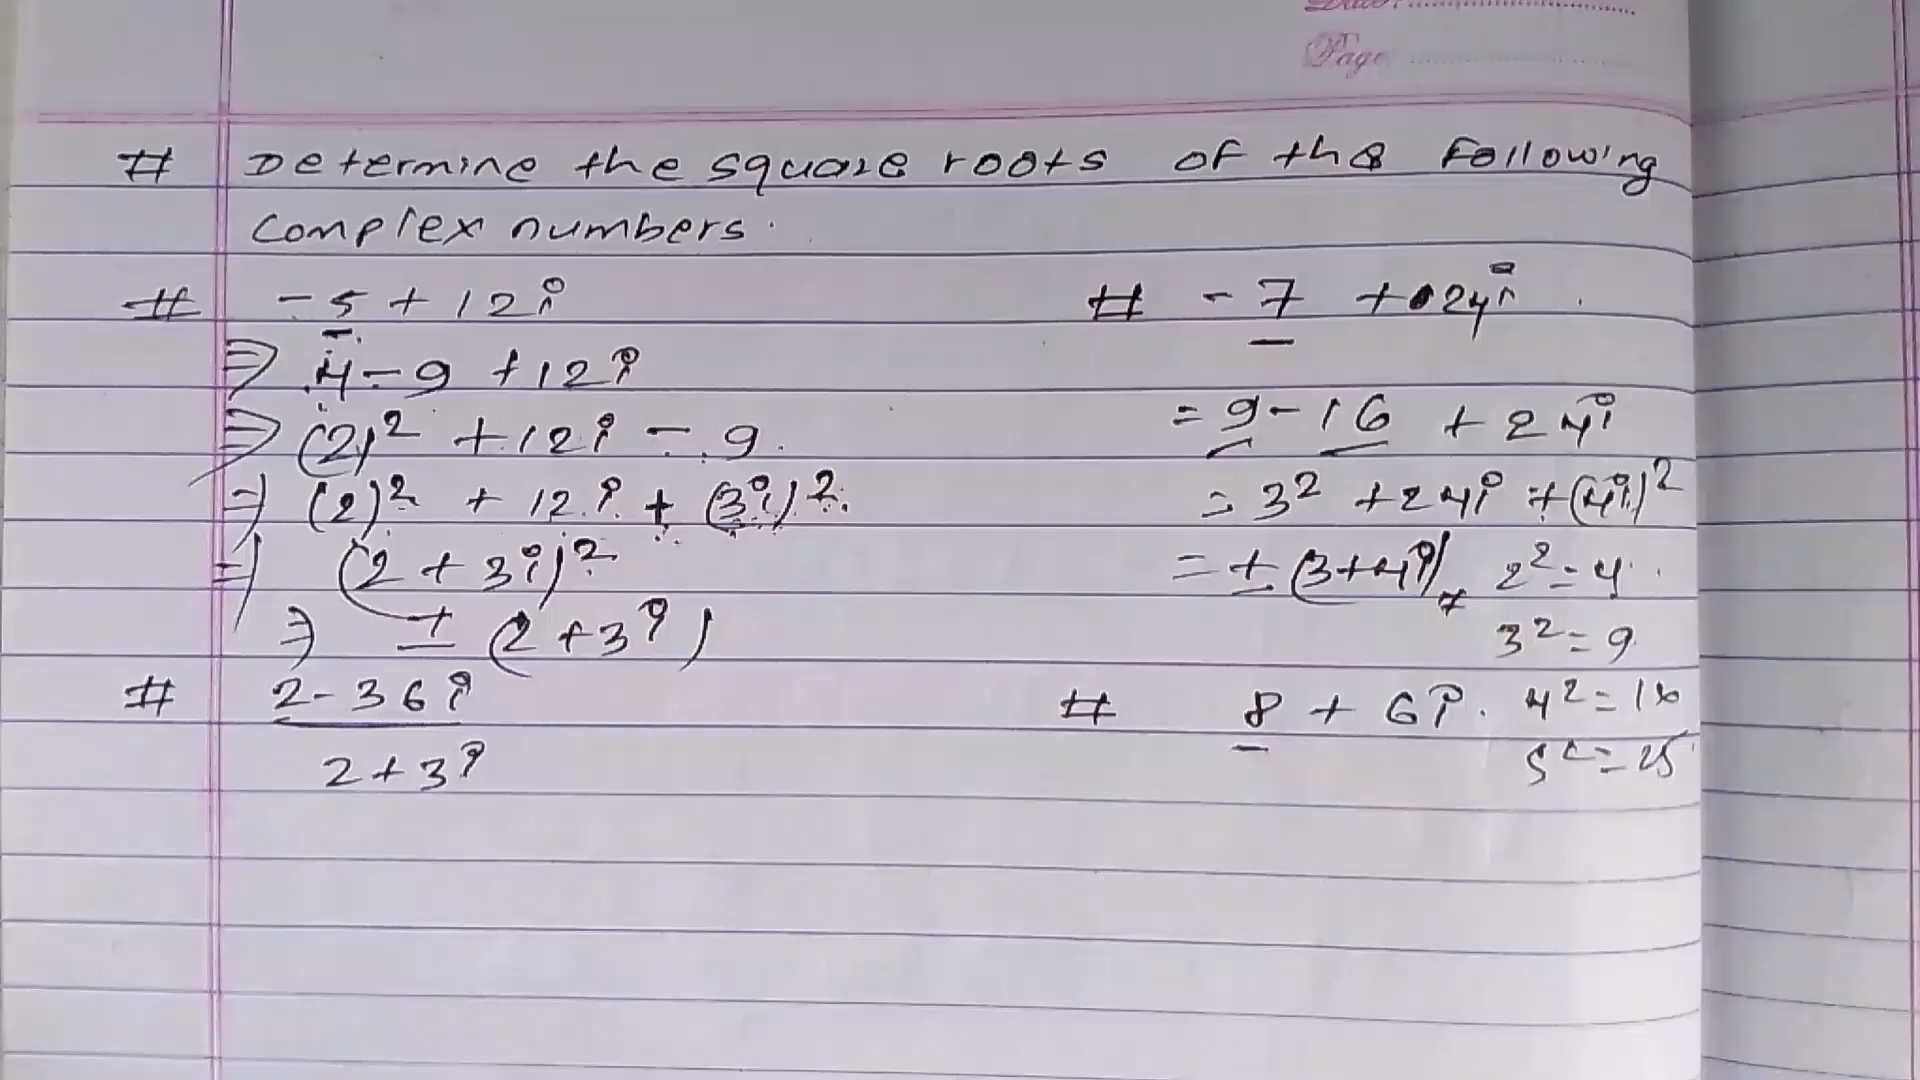 Date:
Page
# Determine the square roots of the following
complex numbers.
# -5 + 12i
⇒ 4 - 9 + 12i
⇒ (2)² + 12i - 9.
⇒ (2)² + 12i + (3i)².
⇒ (2 + 3i)²
⇒ ± (2 + 3i)
# 2 - 36i
2 + 3i
# -7 + 24i
= 9 - 16 + 24i
= 3² + 24i + (4i)²
= ± (3 + 4i)
2² = 4
3² = 9
4² = 16
5² = 25
# 8 + 6i.